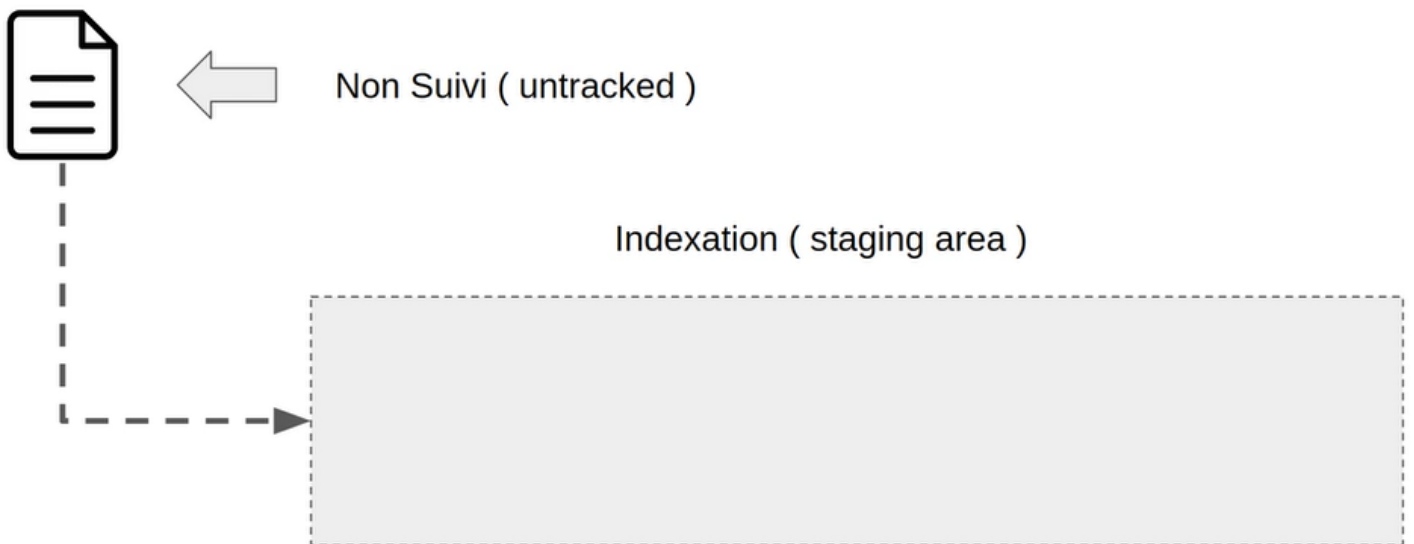 Non Suivi ( untracked )
Indexation ( staging area )